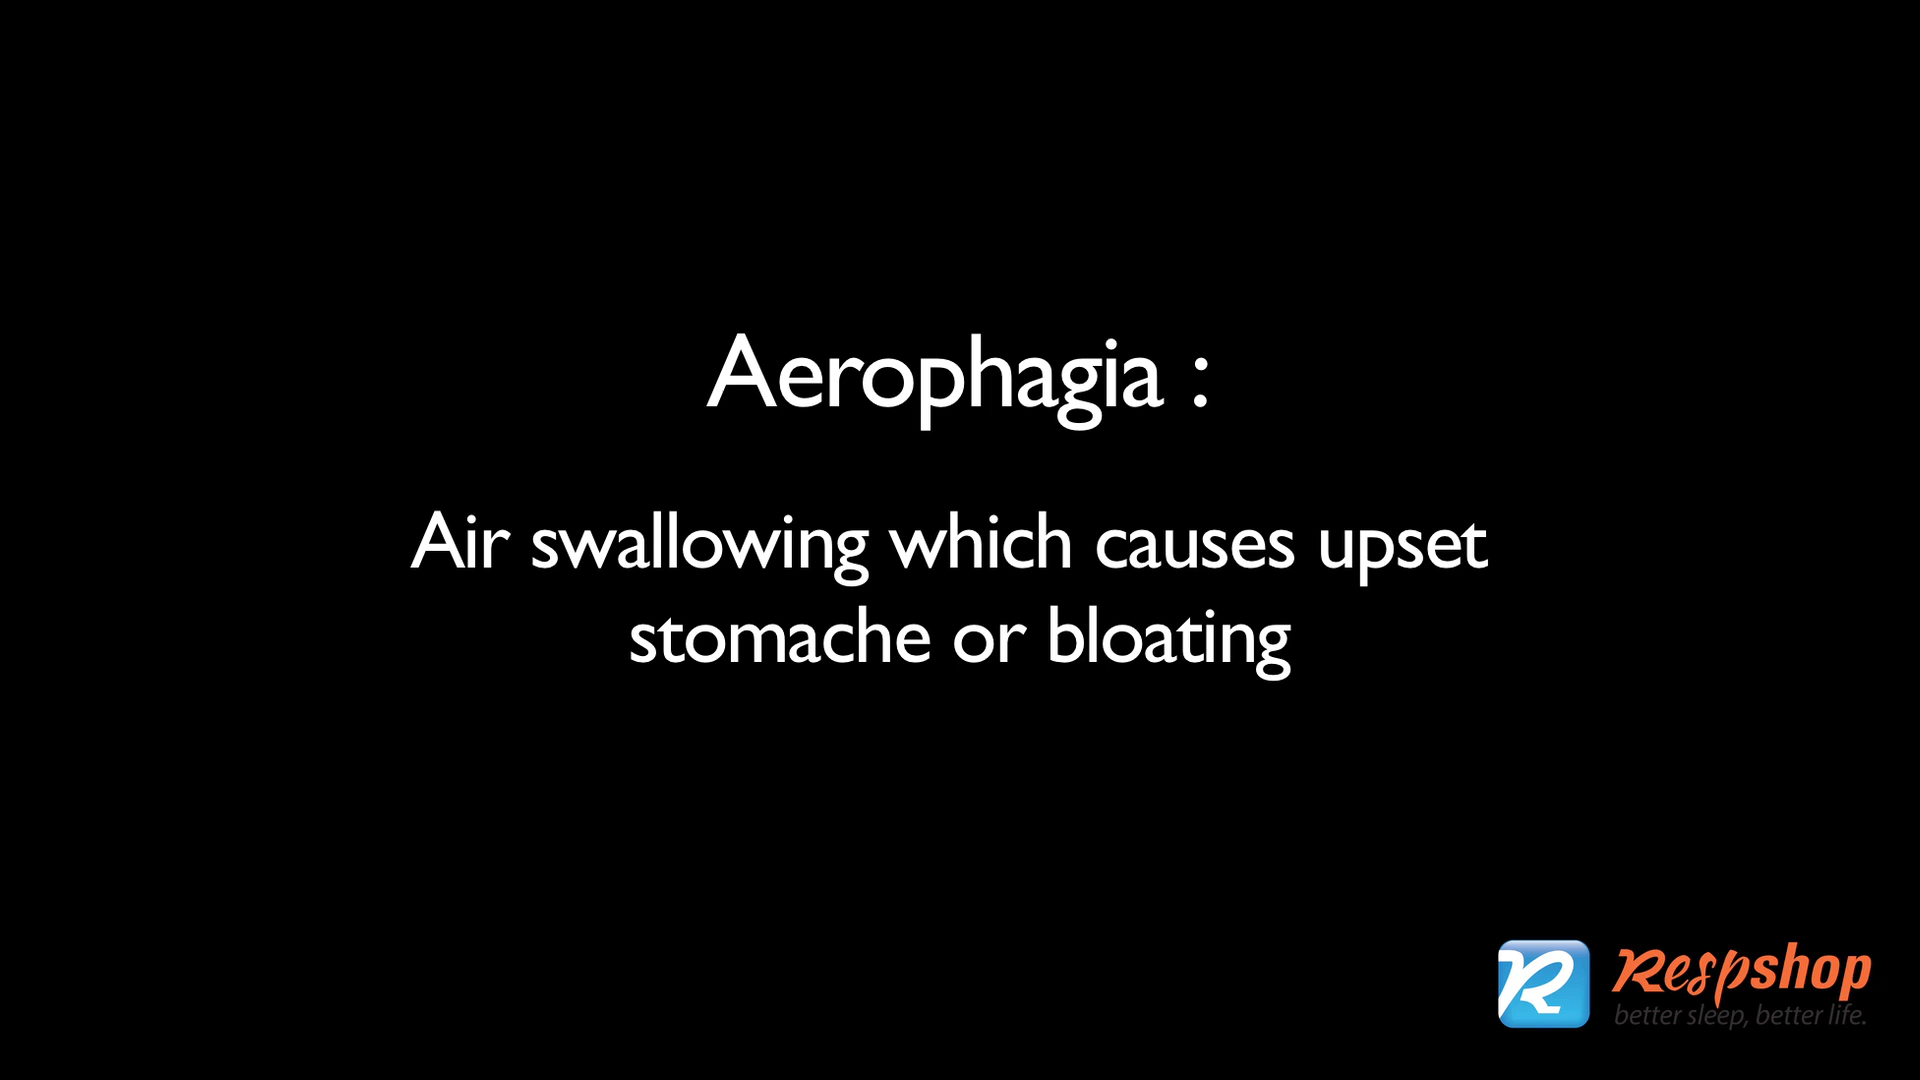 Aerophagia :
Air swallowing which causes upset
stomache or bloating
R Respshop
better sleep, better life.